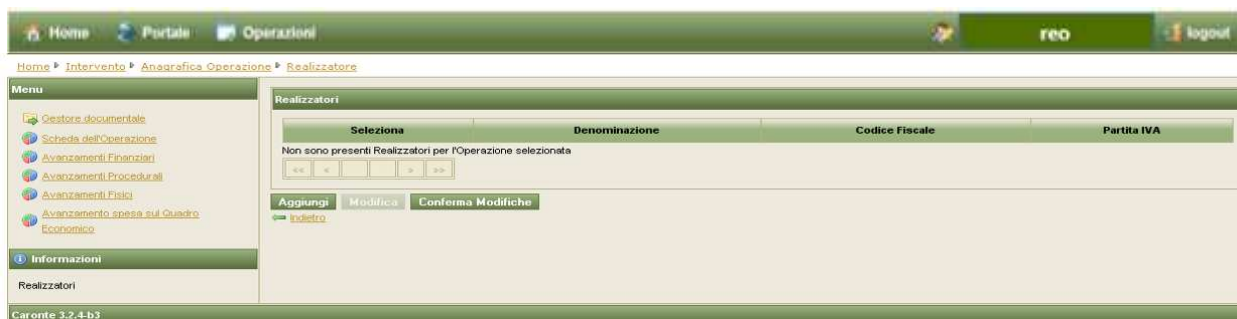 Home Portale Operazioni reo logout
Home Intervento Anagrafica Operazione Realizzatore
Menu
Gestore documentale
Scheda dell'Operazione
Avanzamenti Finanziari
Avanzamenti Procedurali
Avanzamenti Fisici
Avanzamento spesa sul Quadro
Economico
Informazioni
Realizzatori
Realizzatori
Seleziona Denominazione Codice Fiscale Partita IVA
Non sono presenti Realizzatori per l'Operazione selezionata
<< < > >>
Aggiungi Modifica Conferma Modifiche
Indietro
Caronte 3.2.4-b3